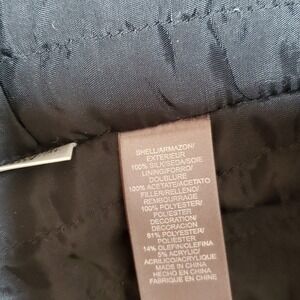 SHELL/ARMAZON/
EXTERIEUR
100% SILK/SEDA/SOIE
LINING/FORRO/
DOUBLURE
100% ACETATE/ACETATO
FILLER/RELLENO/
REMBOURRAGE
100% POLYESTER/
POLIESTER
DECORATION/
DECORACION
DECORATION
81% POLYESTER/
POLIESTER
14% OLEFIN/OLEFINA
5% ACRYLIC/
ACRILICO/ACRYLIQUE
MADE IN CHINA
HECHO EN CHINA
FABRIQUE EN CHINE